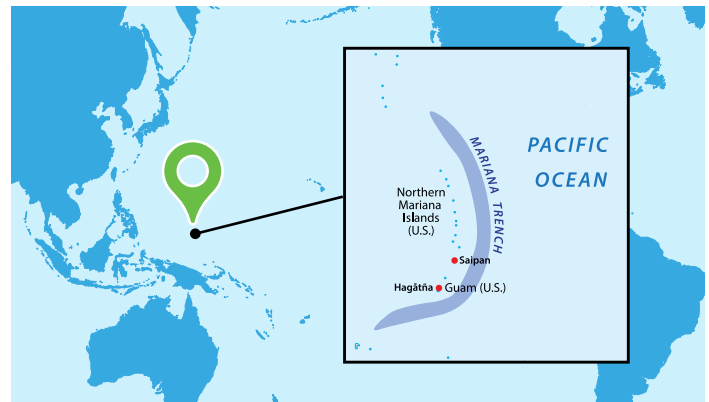 PACIFIC
OCEAN
MARIANA TRENCH
Northern
Mariana
Islands
(U.S.)
Saipan
Hagåtña Guam (U.S.)